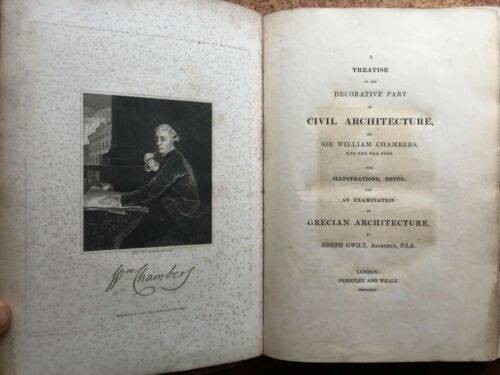 Wm Chambers
A
TREATISE
ON THE
DECORATIVE PART
OF
CIVIL ARCHITECTURE,
BY
SIR WILLIAM CHAMBERS,
WITH
ILLUSTRATIONS, NOTES,
AND
AN EXAMINATION
OF
GRECIAN ARCHITECTURE,
BY
JOSEPH GWILT, ARCHITECT, F.S.A.
LONDON:
PRIESTLEY AND WEALE.